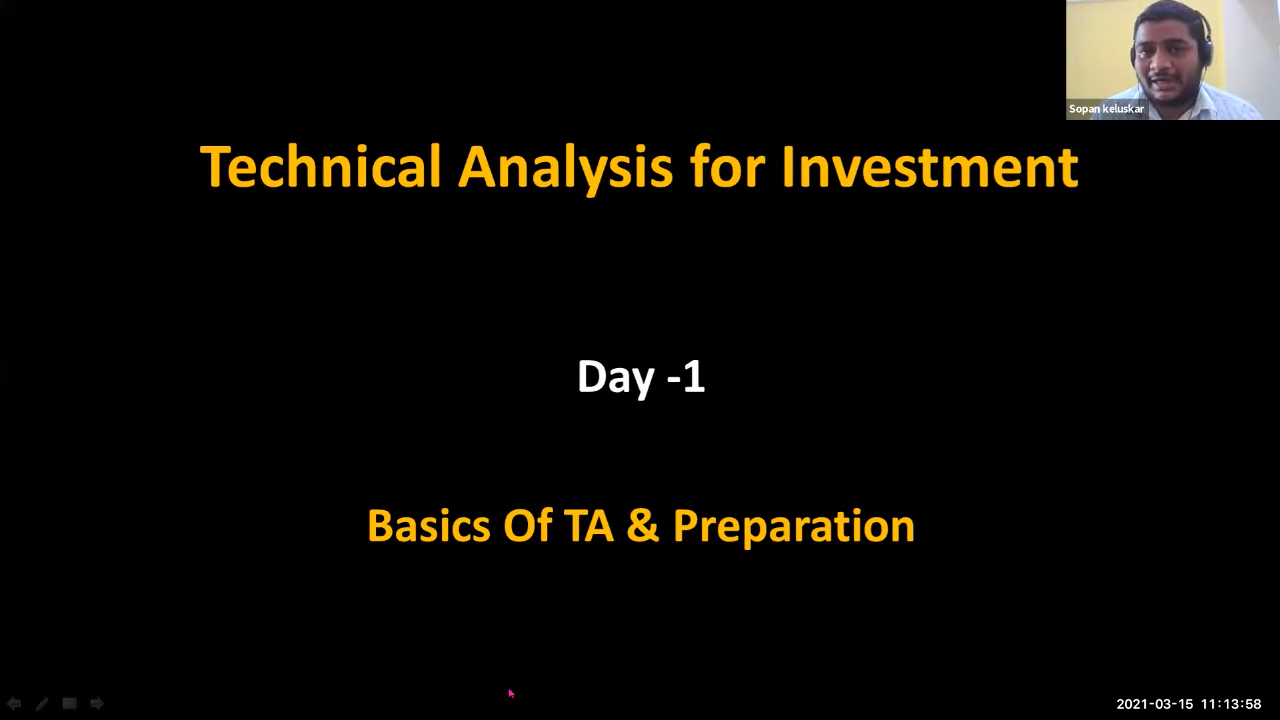 Sopan keluskar
Technical Analysis for Investment
Day -1
Basics Of TA & Preparation
2021-03-15 11:13:58